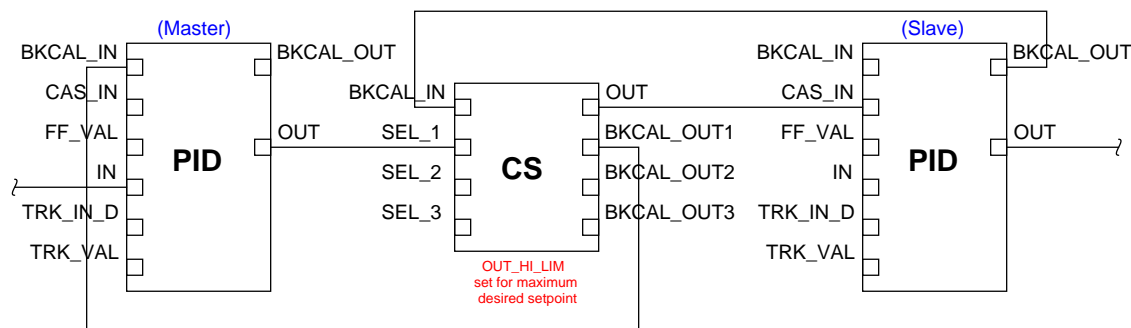 (Master)
BKCAL_IN
BKCAL_OUT
CAS_IN
FF_VAL
OUT
PID
IN
TRK_IN_D
TRK_VAL
BKCAL_IN
OUT
SEL_1
BKCAL_OUT1
CS
SEL_2
BKCAL_OUT2
SEL_3
BKCAL_OUT3
OUT_HI_LIM
set for maximum
desired setpoint
(Slave)
BKCAL_IN
BKCAL_OUT
CAS_IN
FF_VAL
OUT
PID
IN
TRK_IN_D
TRK_VAL